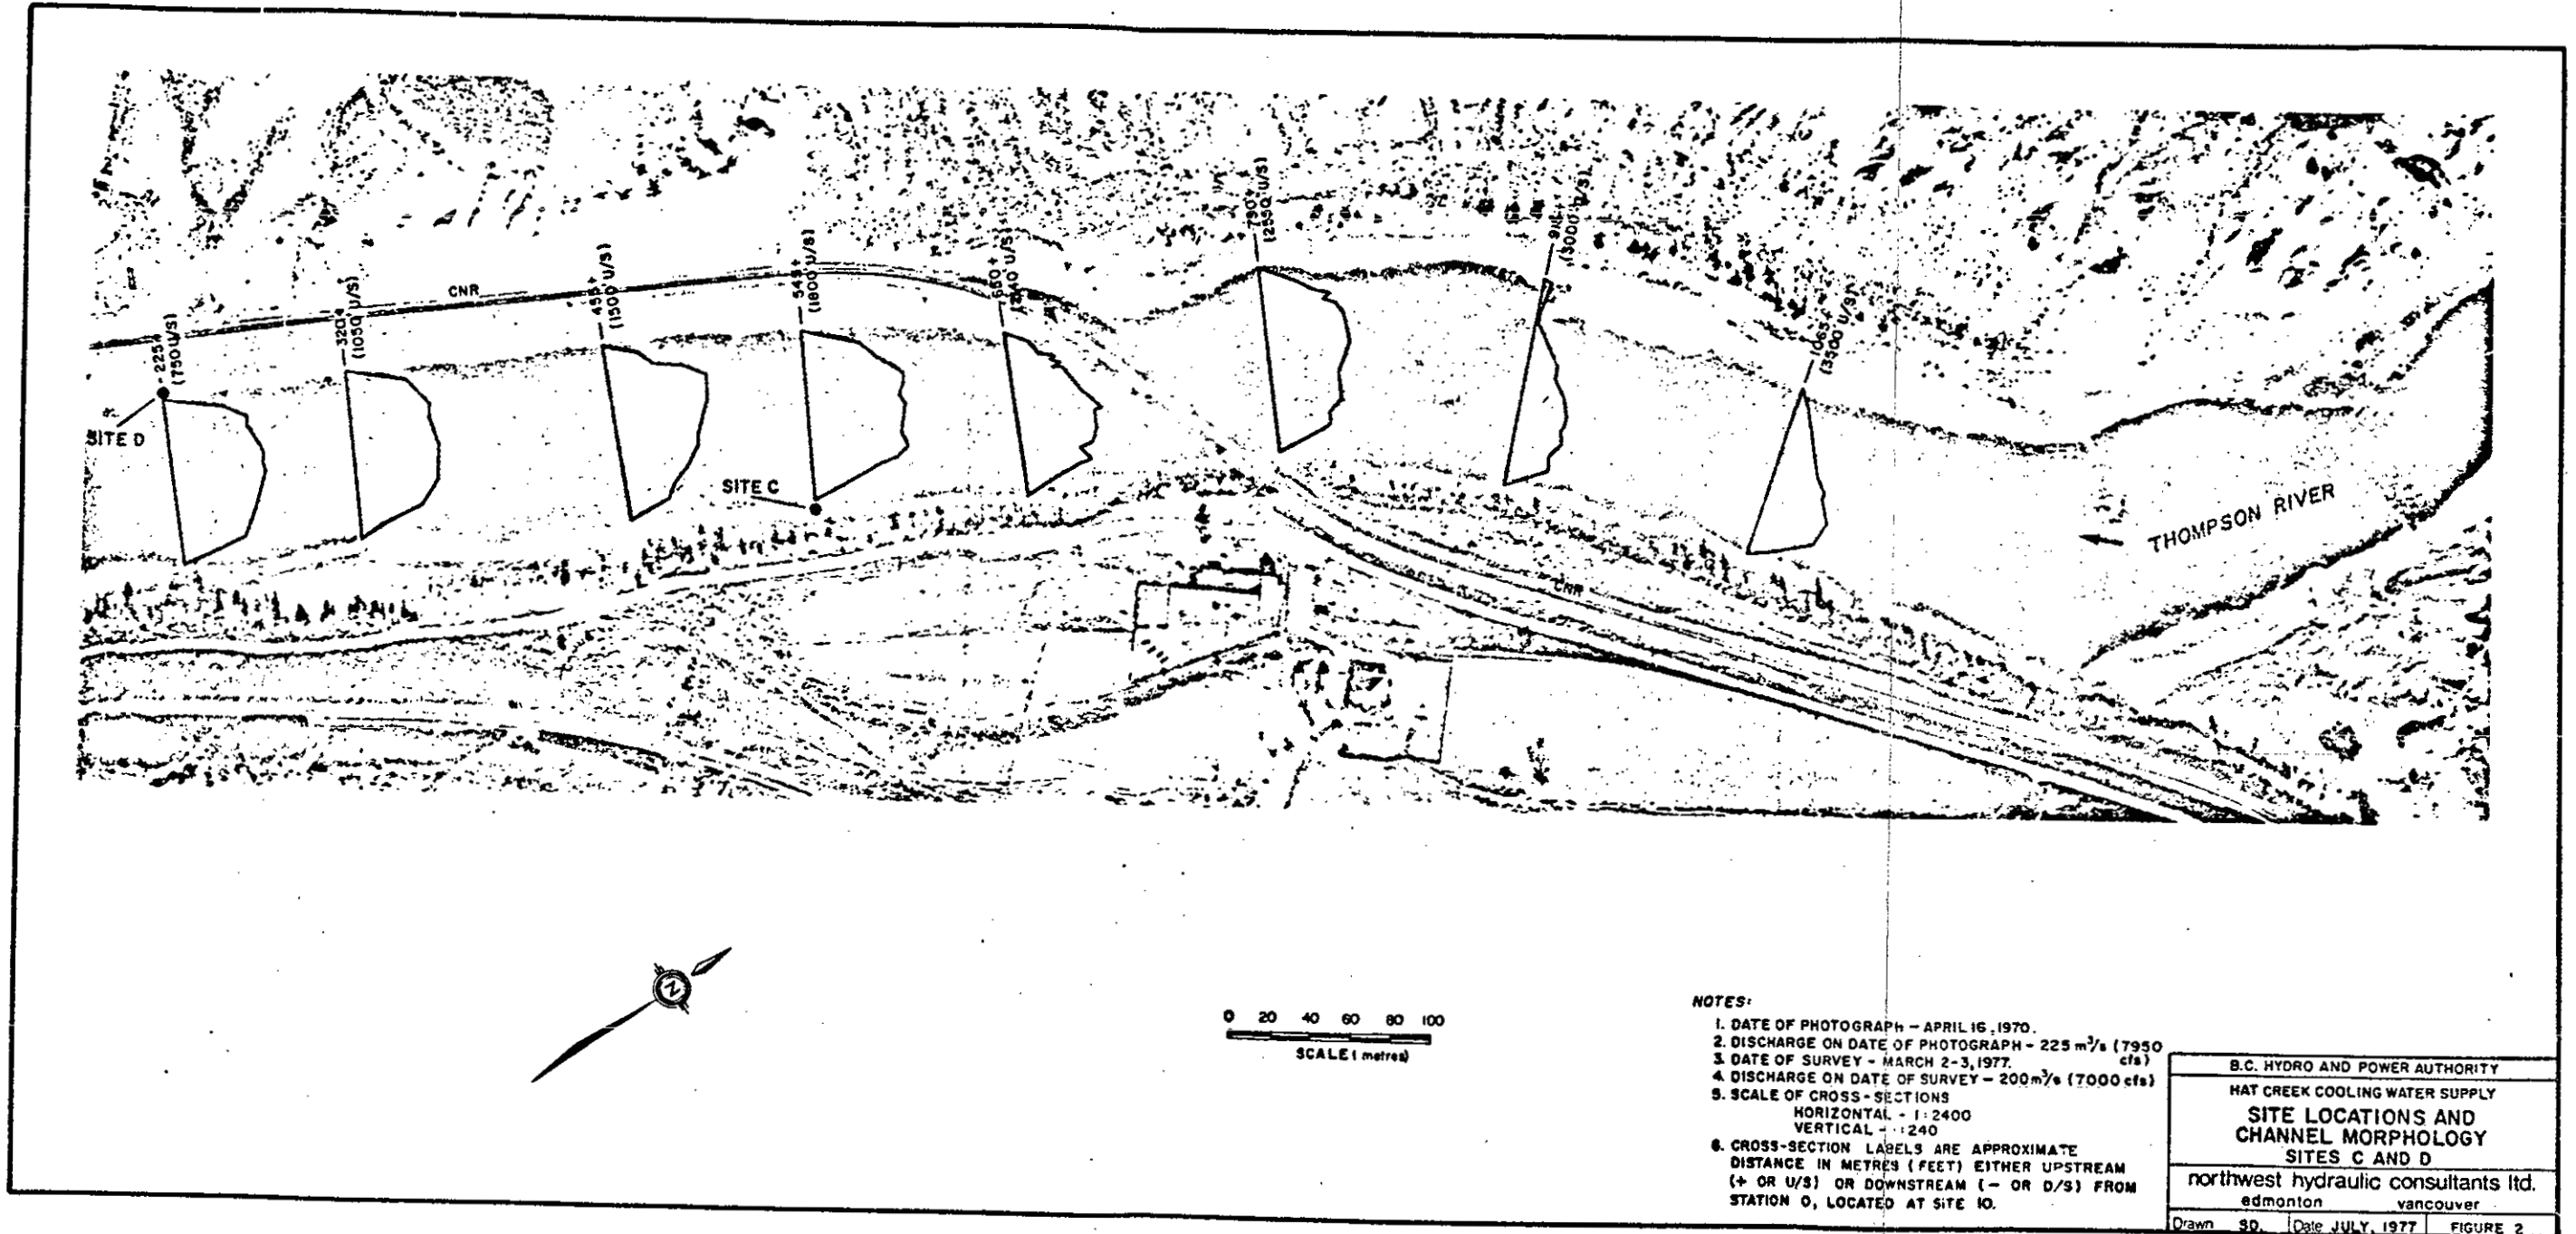 225+
(750 U/S)
320+
(1050 U/S)
455+
(1500 U/S)
545+
(1800 U/S)
650+
U/S)
790+
(2550 U/S)
(3000 U/S)
1065+
(3500 U/S)
CNR
SITE D
SITE C
CNR
THOMPSON RIVER
N
0 20 40 60 80 100
SCALE (metres)
NOTES:
1. DATE OF PHOTOGRAPH - APRIL 16, 1970.
2. DISCHARGE ON DATE OF PHOTOGRAPH - 225 m³/s (7950
cfs)
3. DATE OF SURVEY - MARCH 2-3, 1977.
4. DISCHARGE ON DATE OF SURVEY - 200 m³/s (7000 cfs)
5. SCALE OF CROSS-SECTIONS
HORIZONTAL - 1:2400
VERTICAL - :240
6. CROSS-SECTION LABELS ARE APPROXIMATE
DISTANCE IN METRES (FEET) EITHER UPSTREAM
(+ OR U/S) OR DOWNSTREAM (- OR D/S) FROM
STATION 0, LOCATED AT SITE 10.
B.C. HYDRO AND POWER AUTHORITY
HAT CREEK COOLING WATER SUPPLY
SITE LOCATIONS AND
CHANNEL MORPHOLOGY
SITES C AND D
northwest hydraulic consultants ltd.
edmonton vancouver
Drawn SD. Date JULY, 1977 FIGURE 2